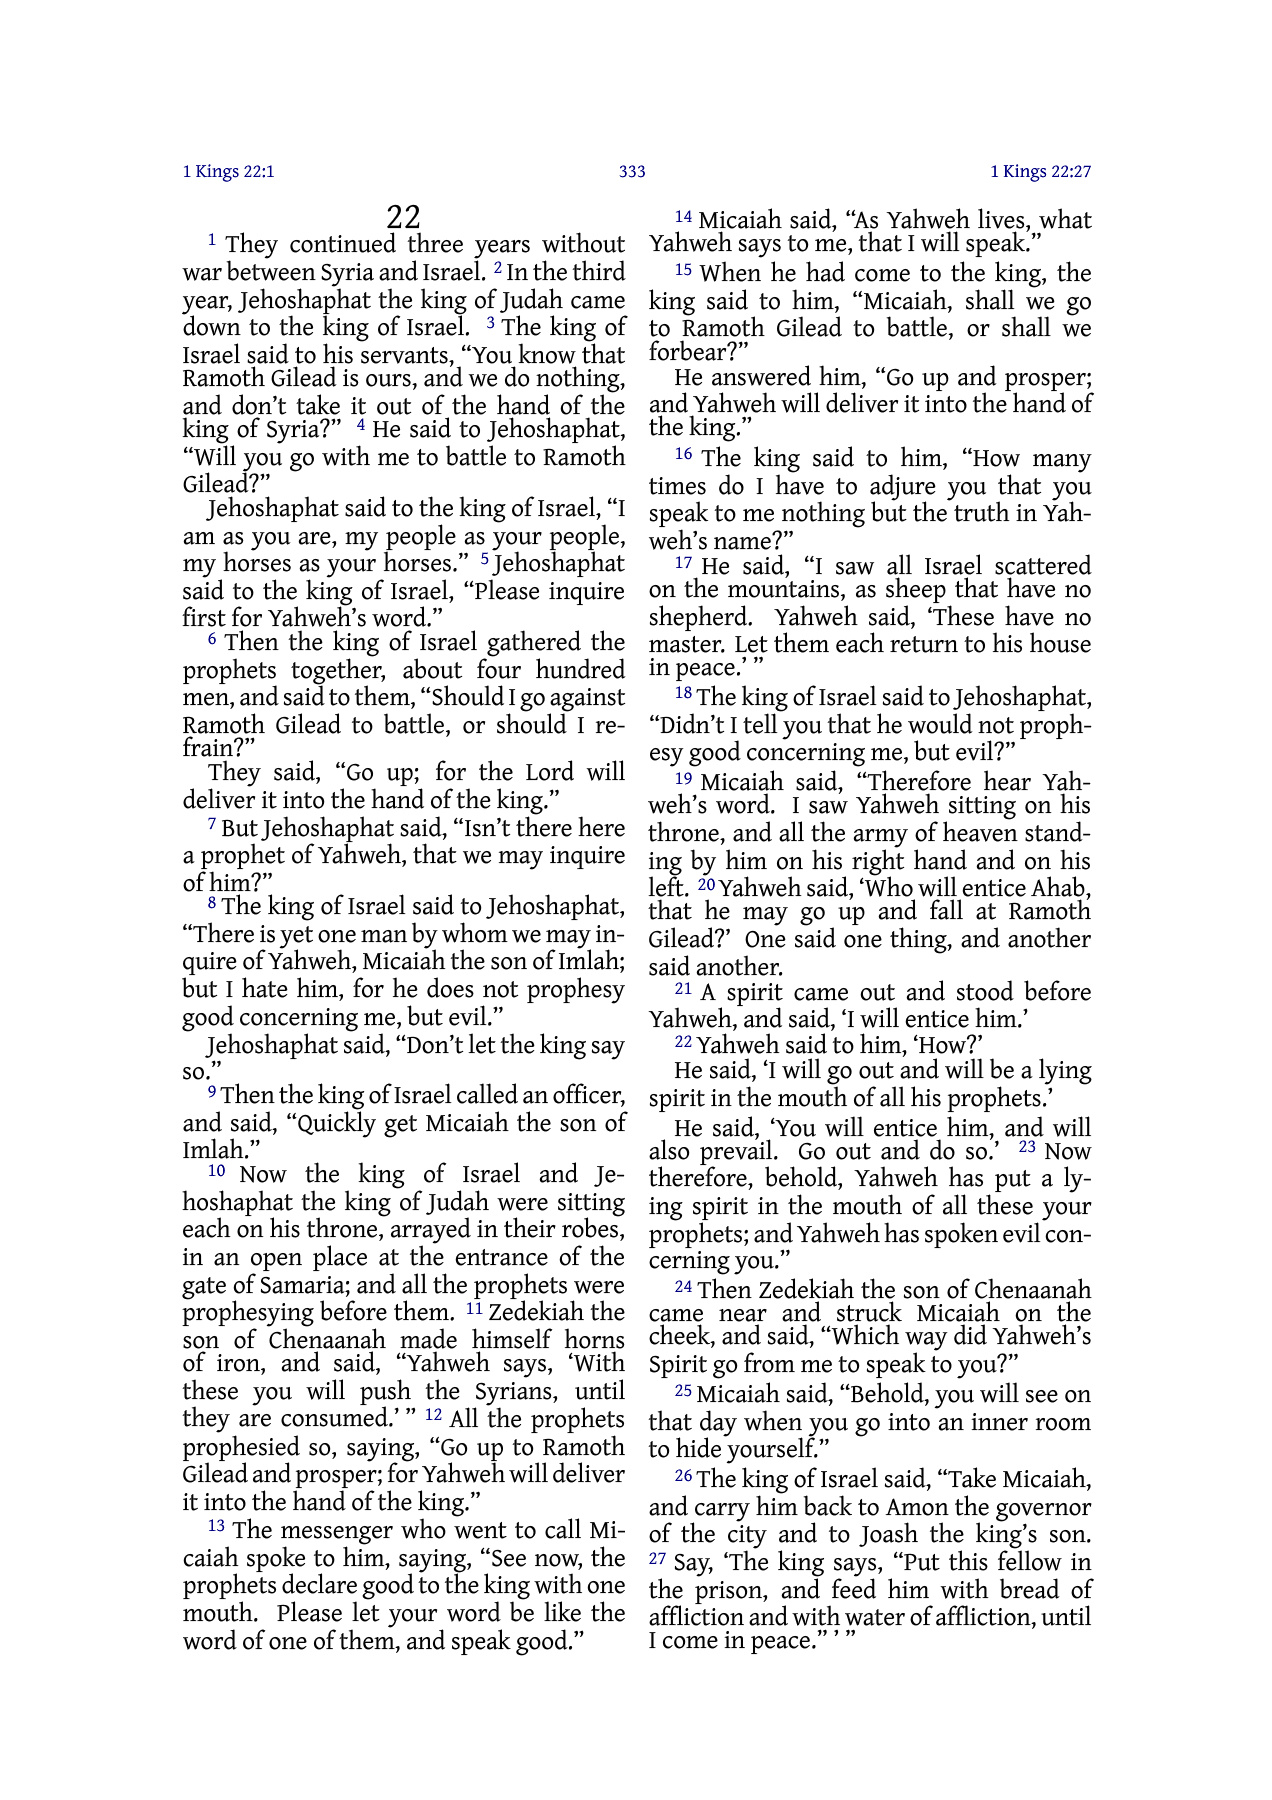 1 Kings 22:1
333
1 Kings 22:27
22
1 They continued three years without
war between Syria and Israel. 2 In the third
year, Jehoshaphat the king of Judah came
down to the king of Israel. 3 The king of
Israel said to his servants, “You know that
Ramoth Gilead is ours, and we do nothing,
and don’t take it out of the hand of the
king of Syria?” 4 He said to Jehoshaphat,
“Will you go with me to battle to Ramoth
Gilead?”
Jehoshaphat said to the king of Israel, “I
am as you are, my people as your people,
my horses as your horses.” 5 Jehoshaphat
said to the king of Israel, “Please inquire
first for Yahweh’s word.”
6 Then the king of Israel gathered the
prophets together, about four hundred
men, and said to them, “Should I go against
Ramoth Gilead to battle, or should I re-
frain?”
They said, “Go up; for the Lord will
deliver it into the hand of the king.”
7 But Jehoshaphat said, “Isn’t there here
a prophet of Yahweh, that we may inquire
of him?”
8 The king of Israel said to Jehoshaphat,
“There is yet one man by whom we may in-
quire of Yahweh, Micaiah the son of Imlah;
but I hate him, for he does not prophesy
good concerning me, but evil.”
Jehoshaphat said, “Don’t let the king say
so.”
9 Then the king of Israel called an officer,
and said, “Quickly get Micaiah the son of
Imlah.”
10 Now the king of Israel and Je-
hoshaphat the king of Judah were sitting
each on his throne, arrayed in their robes,
in an open place at the entrance of the
gate of Samaria; and all the prophets were
prophesying before them. 11 Zedekiah the
son of Chenaanah made himself horns
of iron, and said, “Yahweh says, ‘With
these you will push the Syrians, until
they are consumed.’ ” 12 All the prophets
prophesied so, saying, “Go up to Ramoth
Gilead and prosper; for Yahweh will deliver
it into the hand of the king.”
13 The messenger who went to call Mi-
caiah spoke to him, saying, “See now, the
prophets declare good to the king with one
mouth. Please let your word be like the
word of one of them, and speak good.”
14 Micaiah said, “As Yahweh lives, what
Yahweh says to me, that I will speak.”
15 When he had come to the king, the
king said to him, “Micaiah, shall we go
to Ramoth Gilead to battle, or shall we
forbear?”
He answered him, “Go up and prosper;
and Yahweh will deliver it into the hand of
the king.”
16 The king said to him, “How many
times do I have to adjure you that you
speak to me nothing but the truth in Yah-
weh’s name?”
17 He said, “I saw all Israel scattered
on the mountains, as sheep that have no
shepherd. Yahweh said, ‘These have no
master. Let them each return to his house
in peace.’ ”
18 The king of Israel said to Jehoshaphat,
“Didn’t I tell you that he would not proph-
esy good concerning me, but evil?”
19 Micaiah said, “Therefore hear Yah-
weh’s word. I saw Yahweh sitting on his
throne, and all the army of heaven stand-
ing by him on his right hand and on his
left. 20 Yahweh said, ‘Who will entice Ahab,
that he may go up and fall at Ramoth
Gilead?’ One said one thing, and another
said another.
21 A spirit came out and stood before
Yahweh, and said, ‘I will entice him.’
22 Yahweh said to him, ‘How?’
He said, ‘I will go out and will be a lying
spirit in the mouth of all his prophets.’
He said, ‘You will entice him, and will
also prevail. Go out and do so.’ 23 Now
therefore, behold, Yahweh has put a ly-
ing spirit in the mouth of all these your
prophets; and Yahweh has spoken evil con-
cerning you.”
24 Then Zedekiah the son of Chenaanah
came near and struck Micaiah on the
cheek, and said, “Which way did Yahweh’s
Spirit go from me to speak to you?”
25 Micaiah said, “Behold, you will see on
that day when you go into an inner room
to hide yourself.”
26 The king of Israel said, “Take Micaiah,
and carry him back to Amon the governor
of the city and to Joash the king’s son.
27 Say, ‘The king says, “Put this fellow in
the prison, and feed him with bread of
affliction and with water of affliction, until
I come in peace.” ’ ”